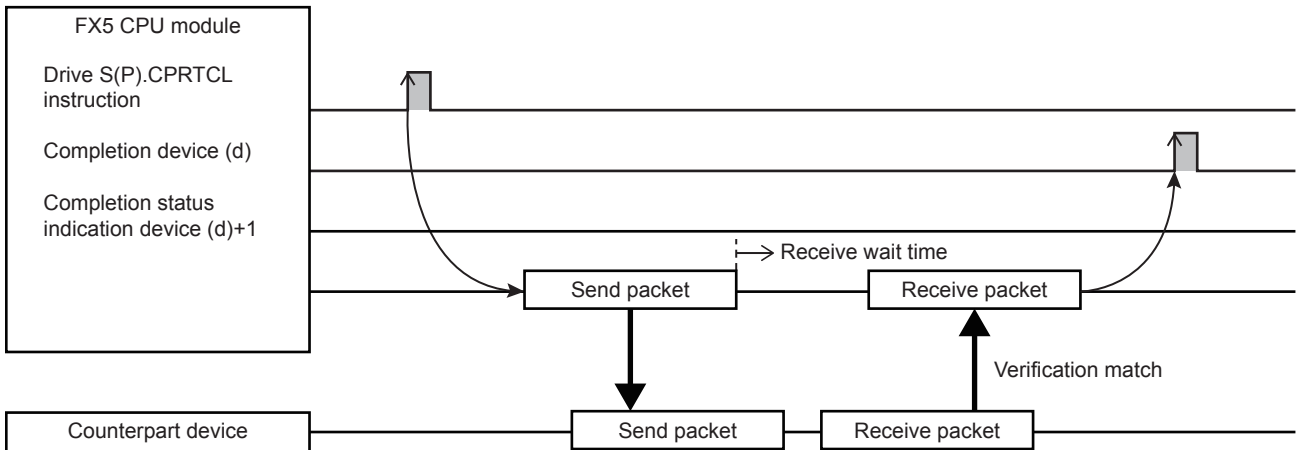 FX5 CPU module
Drive S(P).CPRTCL
instruction
Completion device (d)
Completion status
indication device (d)+1
Receive wait time
Send packet
Receive packet
Verification match
Counterpart device
Send packet
Receive packet